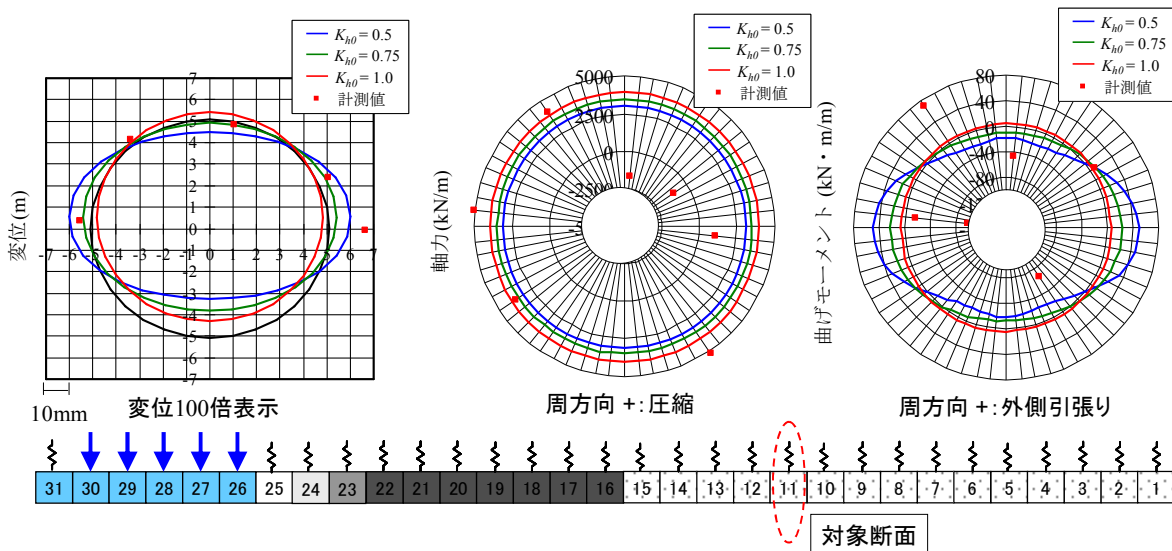 K_h0 = 0.5
K_h0 = 0.75
K_h0 = 1.0
計測値
7
6
5
4
3
2
1
0
-1
-2
-3
-4
-5
-6
-7
-7 -6 -5 -4 -3 -2 -1 0 1 2 3 4 5 6 7
変位(m)
10mm
変位100倍表示
K_h0 = 0.5
K_h0 = 0.75
K_h0 = 1.0
計測値
5000
2500
0
-2500
軸力(kN/m)
周方向 +:圧縮
K_h0 = 0.5
K_h0 = 0.75
K_h0 = 1.0
計測値
80
40
0
-40
-80
曲げモーメント(kN・m/m)
周方向 +:外側引張り
31 30 29 28 27 26 25 24 23 22 21 20 19 18 17 16 15 14 13 12 11 10 9 8 7 6 5 4 3 2 1
対象断面